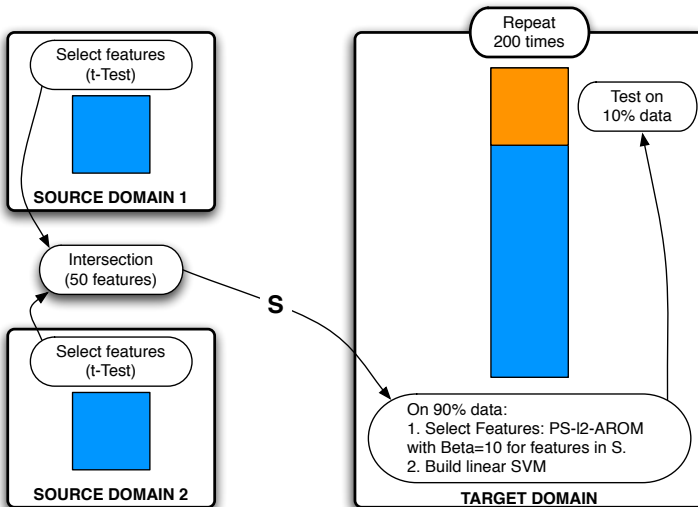 Select features
(t-Test)
SOURCE DOMAIN 1
Intersection
(50 features)
S
Select features
(t-Test)
SOURCE DOMAIN 2
Repeat
200 times
Test on
10% data
On 90% data:
1. Select Features: PS-l2-AROM
with Beta=10 for features in S.
2. Build linear SVM
TARGET DOMAIN